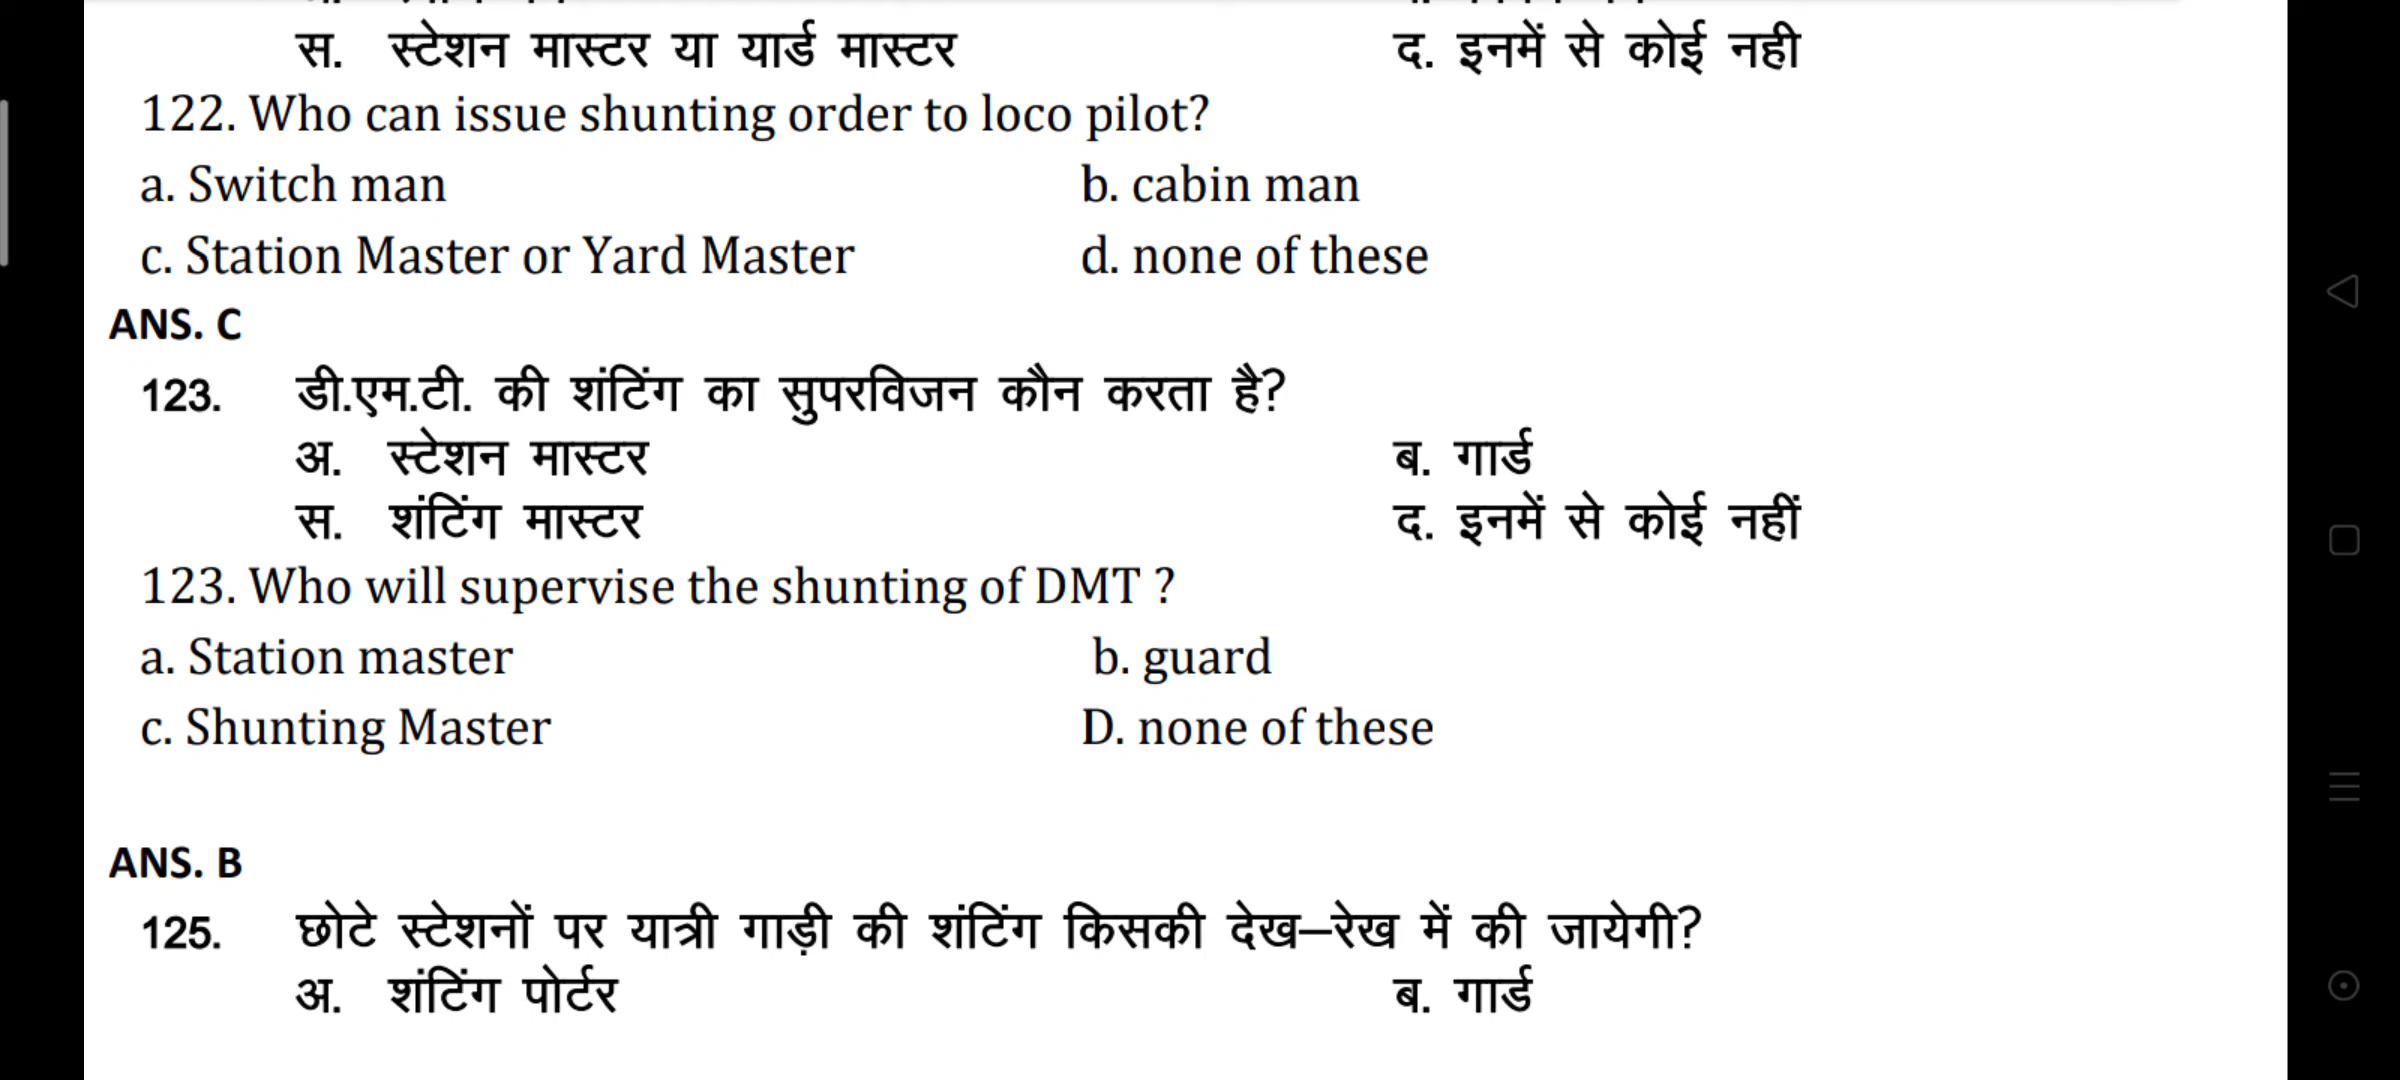 स. स्टेशन मास्टर या यार्ड मास्टर द. इनमें से कोई नही
122. Who can issue shunting order to loco pilot?
a. Switch man b. cabin man
c. Station Master or Yard Master d. none of these
ANS. C
123. डी.एम.टी. की शंटिंग का सुपरविजन कौन करता है?
अ. स्टेशन मास्टर ब. गार्ड
स. शंटिंग मास्टर द. इनमें से कोई नहीं
123. Who will supervise the shunting of DMT ?
a. Station master b. guard
c. Shunting Master D. none of these
ANS. B
125. छोटे स्टेशनों पर यात्री गाड़ी की शंटिंग किसकी देख–रेख में की जायेगी?
अ. शंटिंग पोर्टर ब. गार्ड